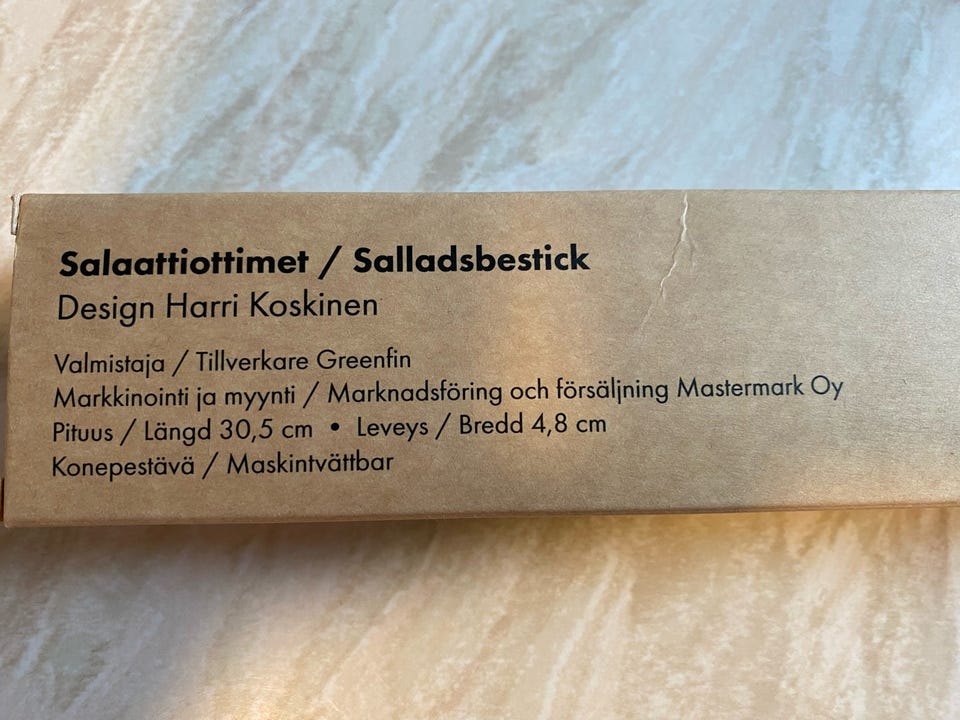 Salaattiottimet / Salladsbestick
Design Harri Koskinen
Valmistaja / Tillverkare Greenfin
Markkinointi ja myynti / Marknadsföring och försäljning Mastermark Oy
Pituus / Längd 30,5 cm • Leveys / Bredd 4,8 cm
Konepestävä / Maskintvättbar